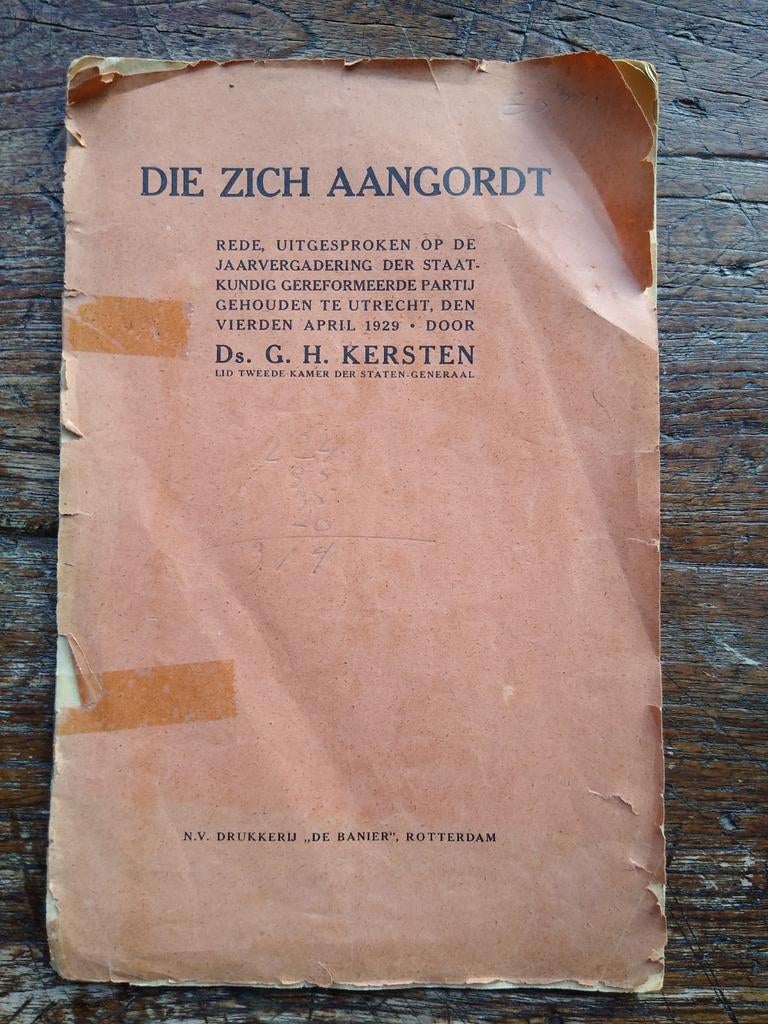 DIE ZICH AANGORDT
REDE, UITGESPROKEN OP DE
JAARVERGADERING DER STAAT-
KUNDIG GEREFORMEERDE PARTIJ
GEHOUDEN TE UTRECHT, DEN
VIERDEN APRIL 1929 • DOOR
Ds. G. H. KERSTEN
LID TWEEDE KAMER DER STATEN-GENERAAL
314
N.V. DRUKKERIJ „DE BANIER”, ROTTERDAM